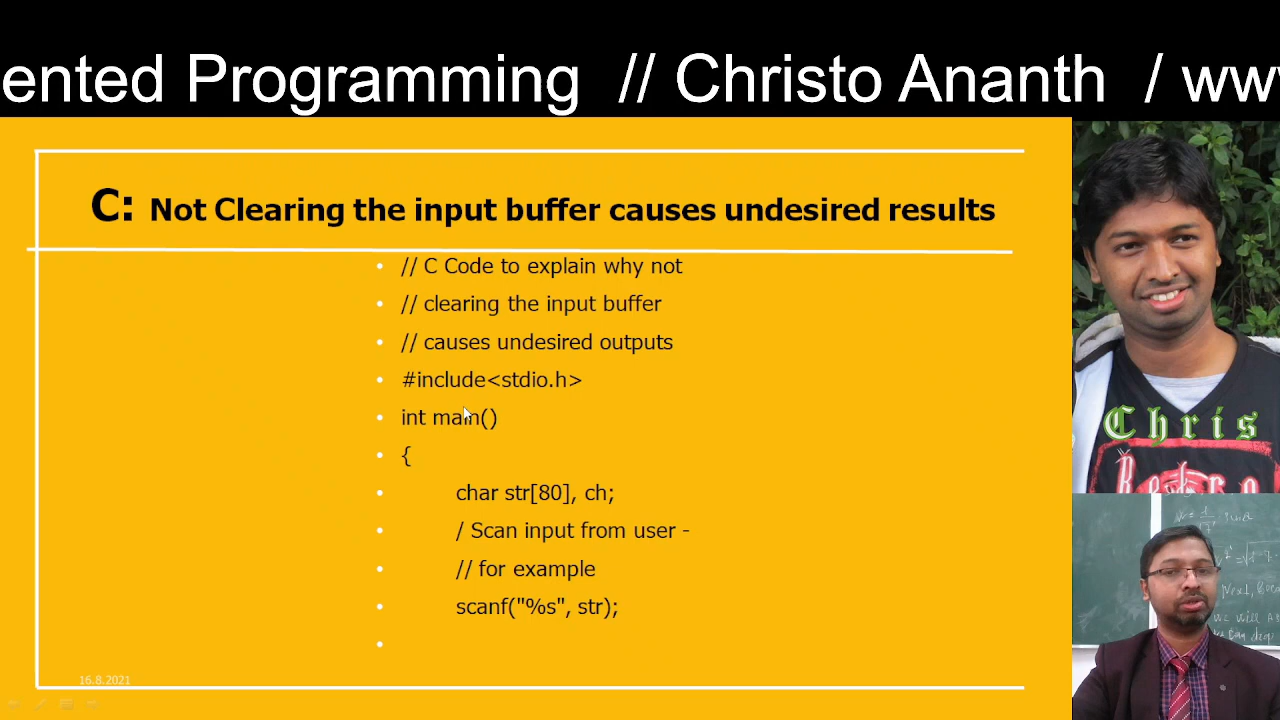 ented Programming // Christo Ananth / ww
C: Not Clearing the input buffer causes undesired results
// C Code to explain why not
// clearing the input buffer
// causes undesired outputs
#include<stdio.h>
int main()
{
char str[80], ch;
/ Scan input from user -
// for example
scanf("%s", str);
16.8.2021
Chris